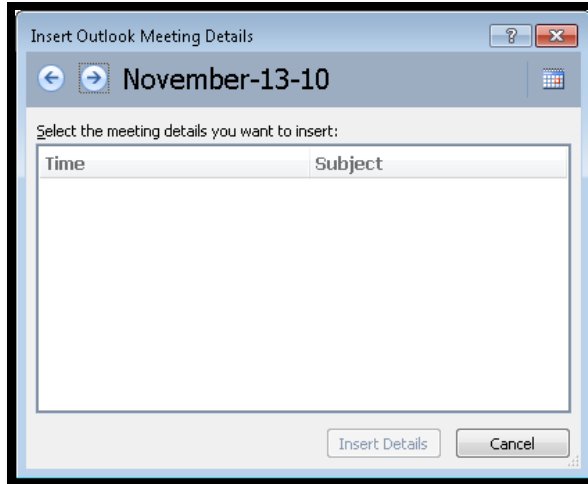 Insert Outlook Meeting Details
November-13-10
Select the meeting details you want to insert:
Time Subject
Insert Details Cancel